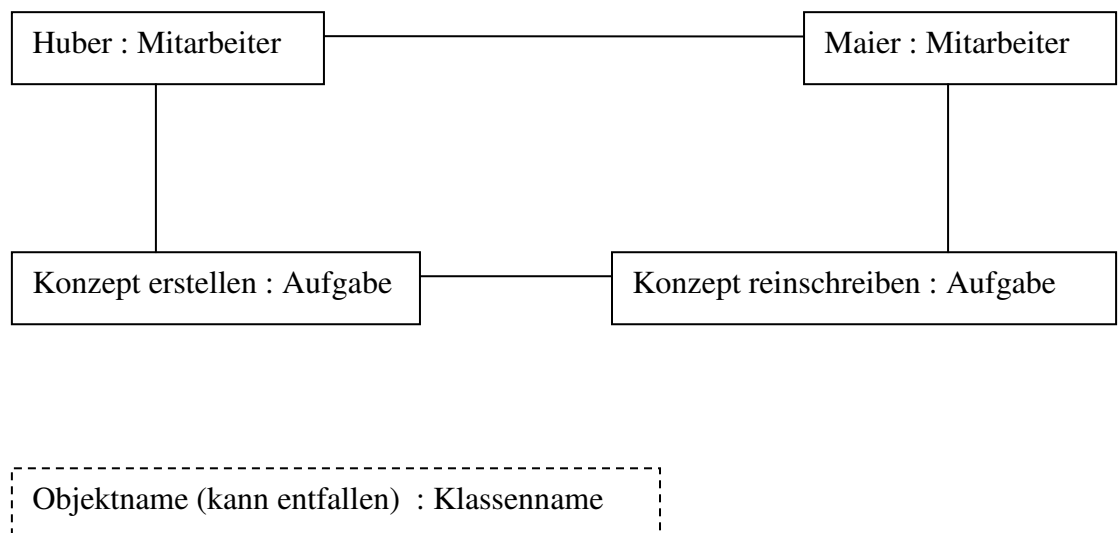 Huber : Mitarbeiter
Maier : Mitarbeiter
Konzept erstellen : Aufgabe
Konzept reinschreiben : Aufgabe
Objektname (kann entfallen)  : Klassenname